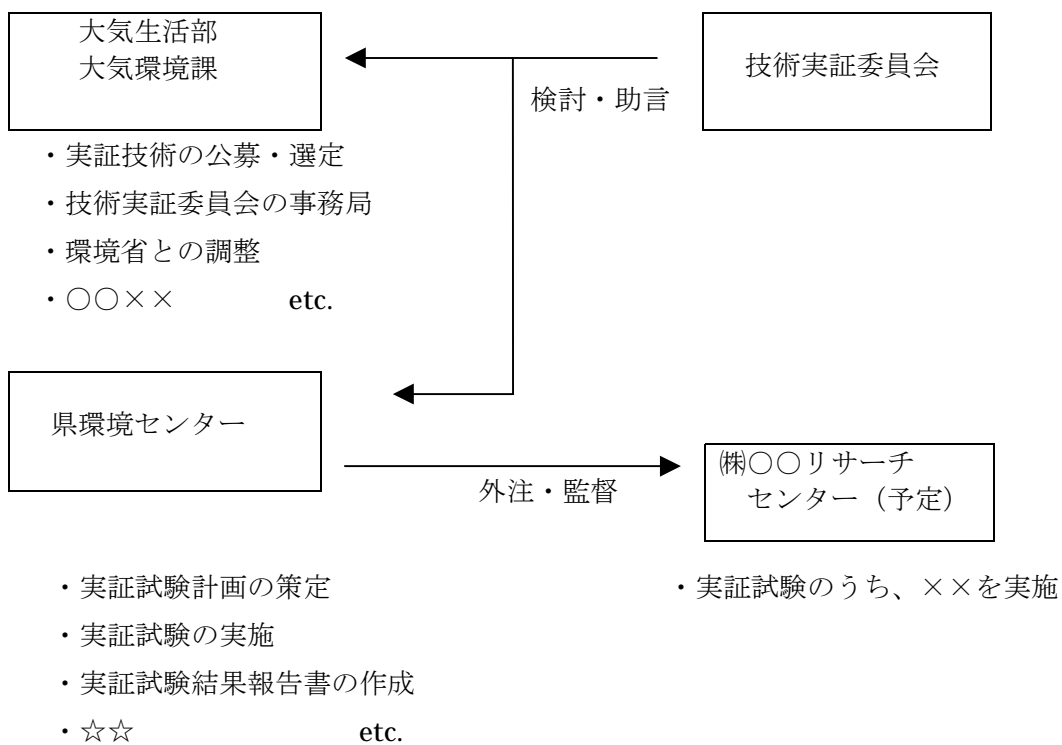 大気生活部
大気環境課
技術実証委員会
検討・助言
・実証技術の公募・選定
・技術実証委員会の事務局
・環境省との調整
・○○×× etc.
県環境センター
㈱○○リサーチ
センター（予定）
外注・監督
・実証試験計画の策定
・実証試験の実施
・実証試験結果報告書の作成
・☆☆ etc.
・実証試験のうち、××を実施